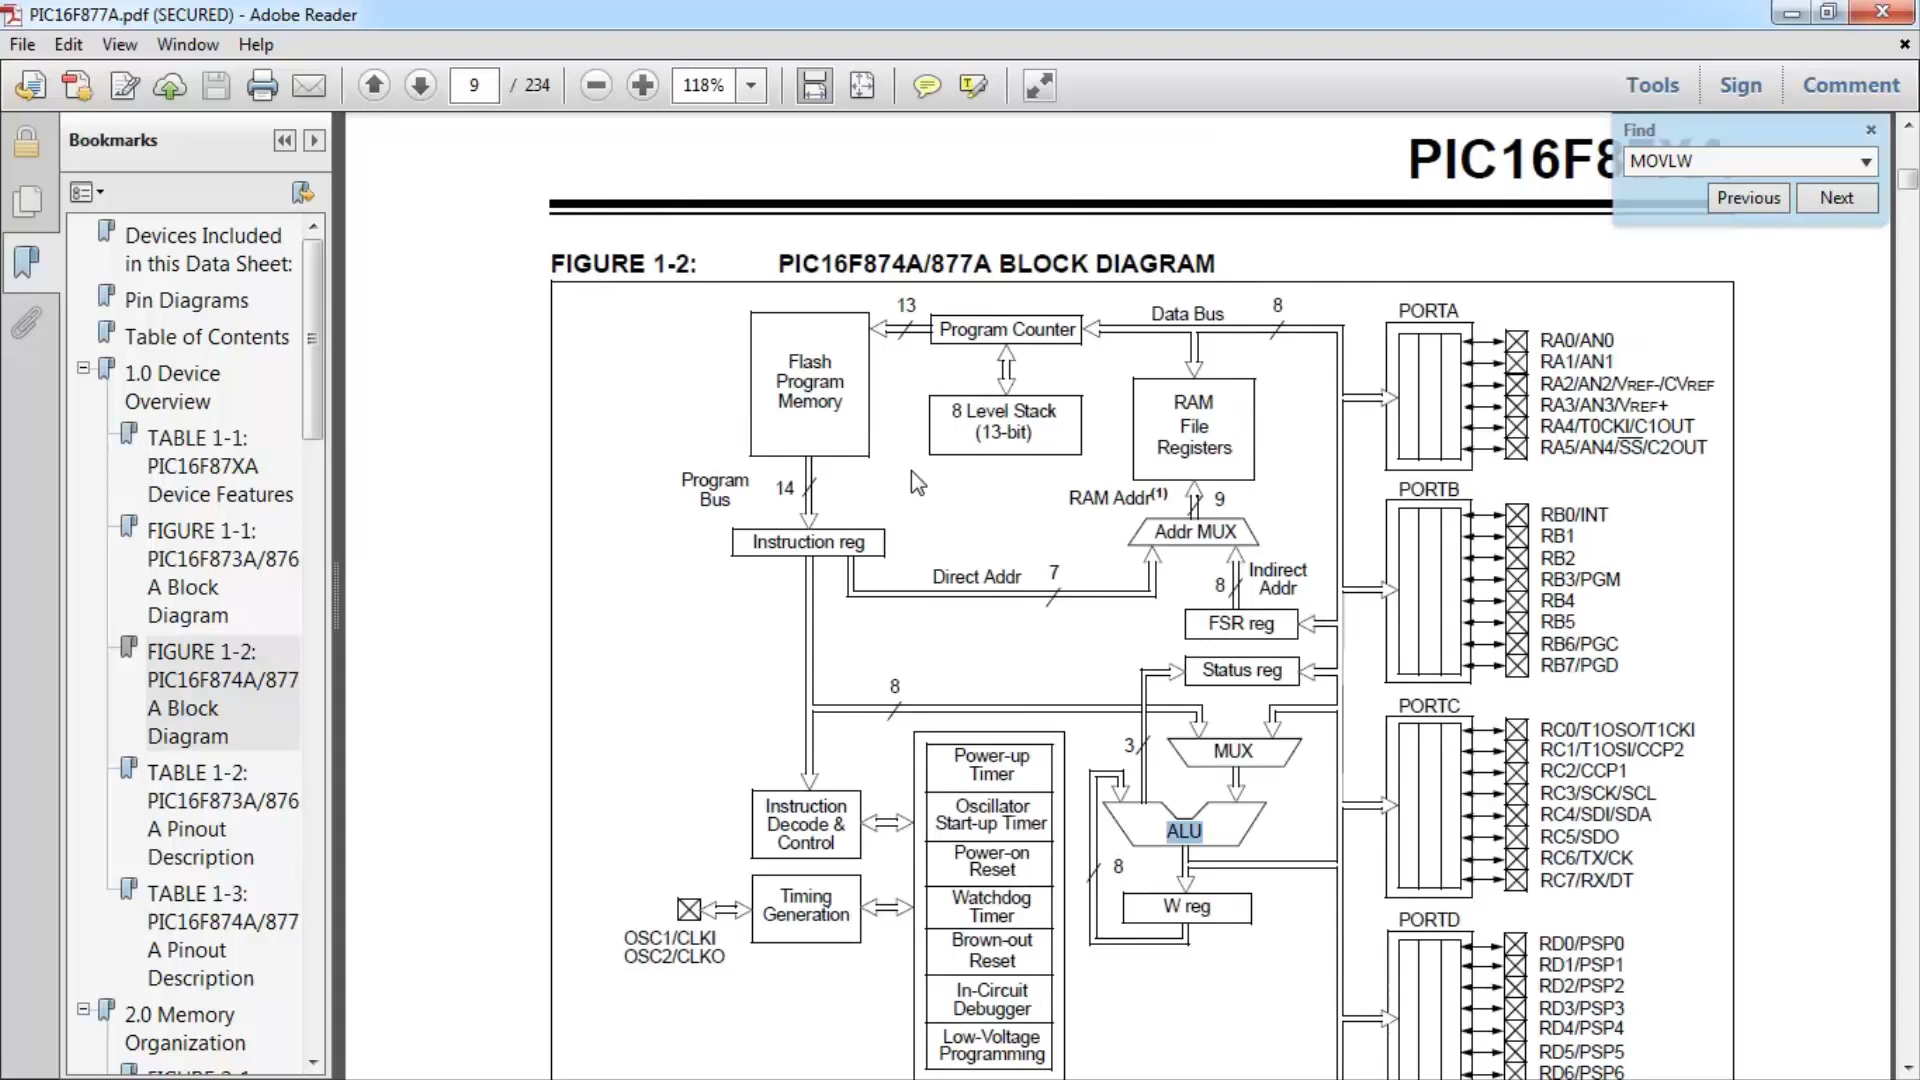 PIC16F877A.pdf (SECURED) - Adobe Reader
File Edit View Window Help
9 / 234 118% Tools Sign Comment
Bookmarks
Devices Included
in this Data Sheet:
Pin Diagrams
Table of Contents
1.0 Device
Overview
TABLE 1-1:
PIC16F87XA
Device Features
FIGURE 1-1:
PIC16F873A/876
A Block
Diagram
FIGURE 1-2:
PIC16F874A/877
A Block
Diagram
TABLE 1-2:
PIC16F873A/876
A Pinout
Description
TABLE 1-3:
PIC16F874A/877
A Pinout
Description
2.0 Memory
Organization
PIC16F8
Find
MOVLW
Previous Next
FIGURE 1-2: PIC16F874A/877A BLOCK DIAGRAM
Flash
Program
Memory
13
Program Counter
Data Bus
8
8 Level Stack
(13-bit)
RAM
File
Registers
Program
Bus
14
RAM Addr(1)
9
Addr MUX
Instruction reg
Direct Addr
7
Indirect
Addr
8
FSR reg
Status reg
8
3
MUX
Power-up
Timer
Oscillator
Start-up Timer
Power-on
Reset
Watchdog
Timer
Brown-out
Reset
In-Circuit
Debugger
Low-Voltage
Programming
Instruction
Decode &
Control
Timing
Generation
OSC1/CLKI
OSC2/CLKO
ALU
8
W reg
PORTA
RA0/AN0
RA1/AN1
RA2/AN2/VREF-/CVREF
RA3/AN3/VREF+
RA4/T0CKI/C1OUT
RA5/AN4/SS/C2OUT
PORTB
RB0/INT
RB1
RB2
RB3/PGM
RB4
RB5
RB6/PGC
RB7/PGD
PORTC
RC0/T1OSO/T1CKI
RC1/T1OSI/CCP2
RC2/CCP1
RC3/SCK/SCL
RC4/SDI/SDA
RC5/SDO
RC6/TX/CK
RC7/RX/DT
PORTD
RD0/PSP0
RD1/PSP1
RD2/PSP2
RD3/PSP3
RD4/PSP4
RD5/PSP5
RD6/PSP6